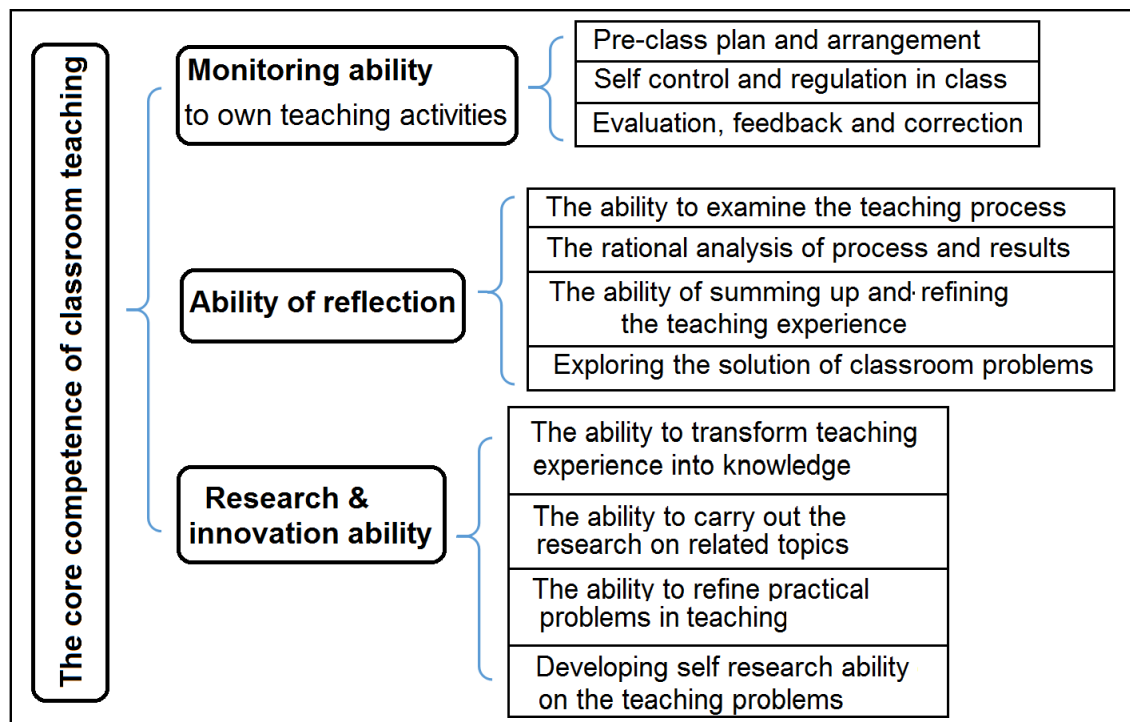 The core competence of classroom teaching
Monitoring ability
to own teaching activities
Pre-class plan and arrangement
Self control and regulation in class
Evaluation, feedback and correction
Ability of reflection
The ability to examine the teaching process
The rational analysis of process and results
The ability of summing up and· refining
the teaching experience
Exploring the solution of classroom problems
Research &
innovation ability
The ability to transform teaching
experience into knowledge
The ability to carry out the
research on related topics
The ability to refine practical
problems in teaching
Developing self research ability
on the teaching problems